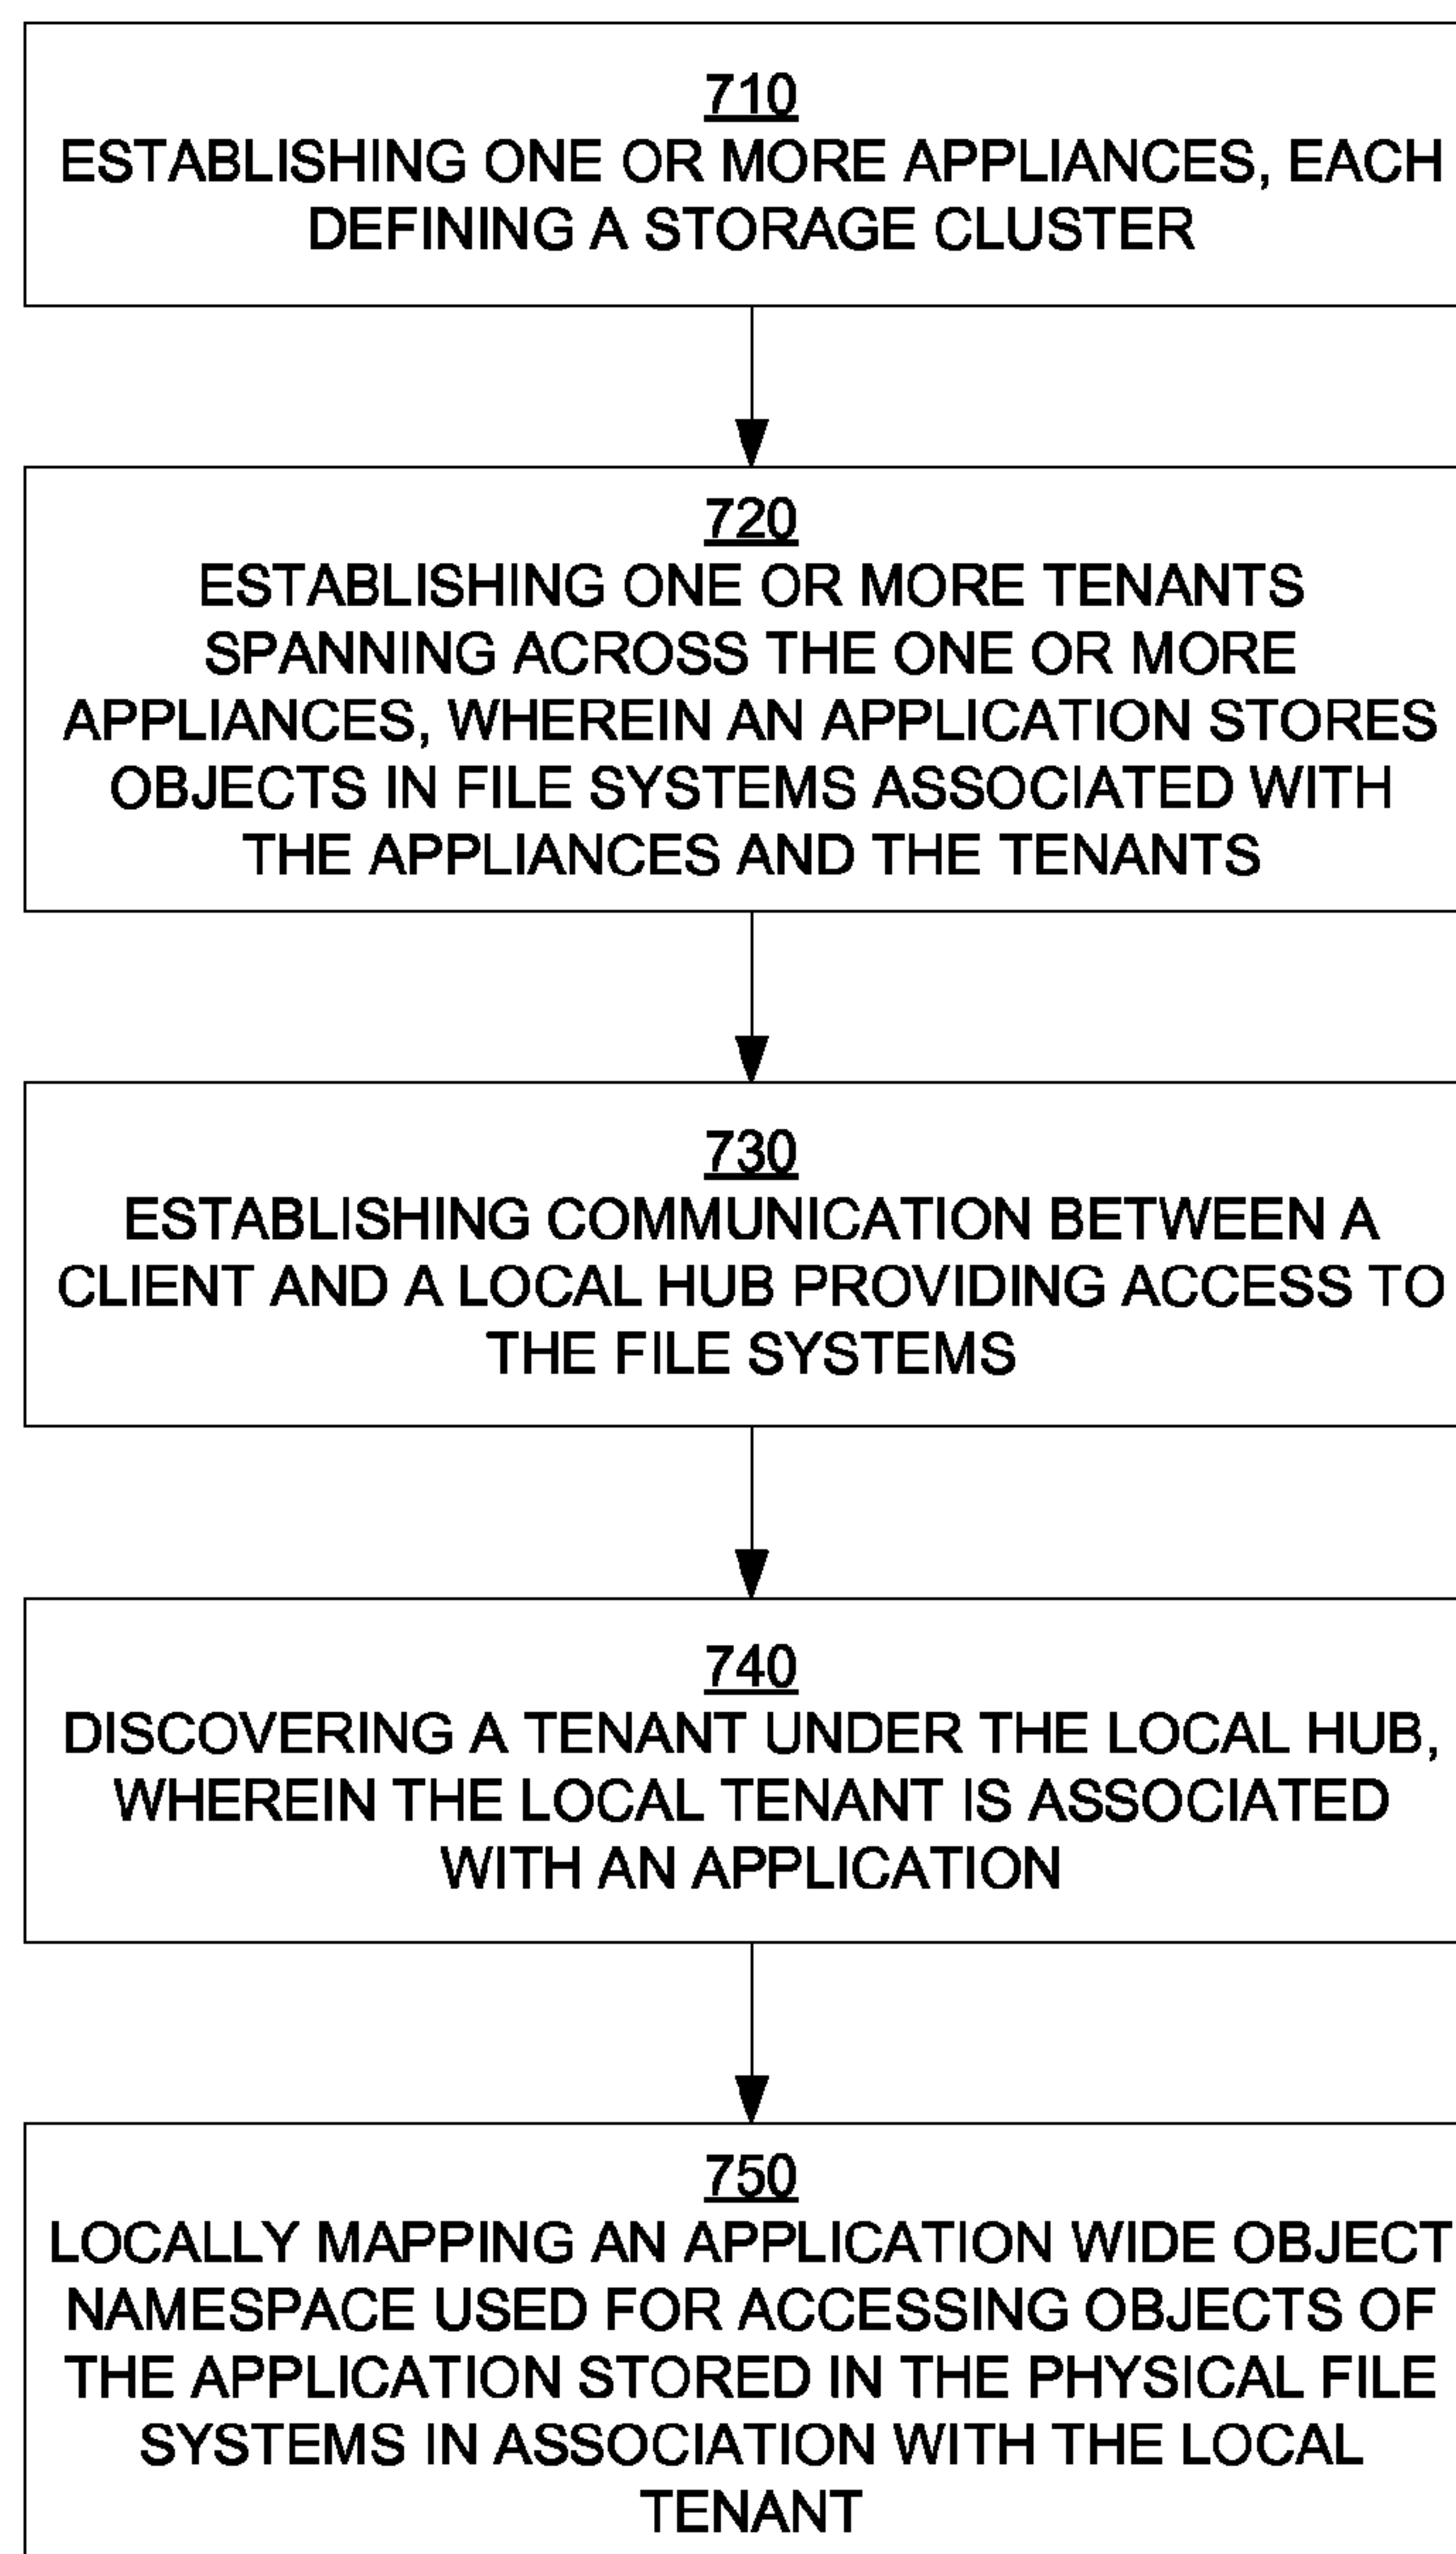 710
ESTABLISHING ONE OR MORE APPLIANCES, EACH
DEFINING A STORAGE CLUSTER
720
ESTABLISHING ONE OR MORE TENANTS
SPANNING ACROSS THE ONE OR MORE
APPLIANCES, WHEREIN AN APPLICATION STORES
OBJECTS IN FILE SYSTEMS ASSOCIATED WITH
THE APPLIANCES AND THE TENANTS
730
ESTABLISHING COMMUNICATION BETWEEN A
CLIENT AND A LOCAL HUB PROVIDING ACCESS TO
THE FILE SYSTEMS
740
DISCOVERING A TENANT UNDER THE LOCAL HUB,
WHEREIN THE LOCAL TENANT IS ASSOCIATED
WITH AN APPLICATION
750
LOCALLY MAPPING AN APPLICATION WIDE OBJECT
NAMESPACE USED FOR ACCESSING OBJECTS OF
THE APPLICATION STORED IN THE PHYSICAL FILE
SYSTEMS IN ASSOCIATION WITH THE LOCAL
TENANT